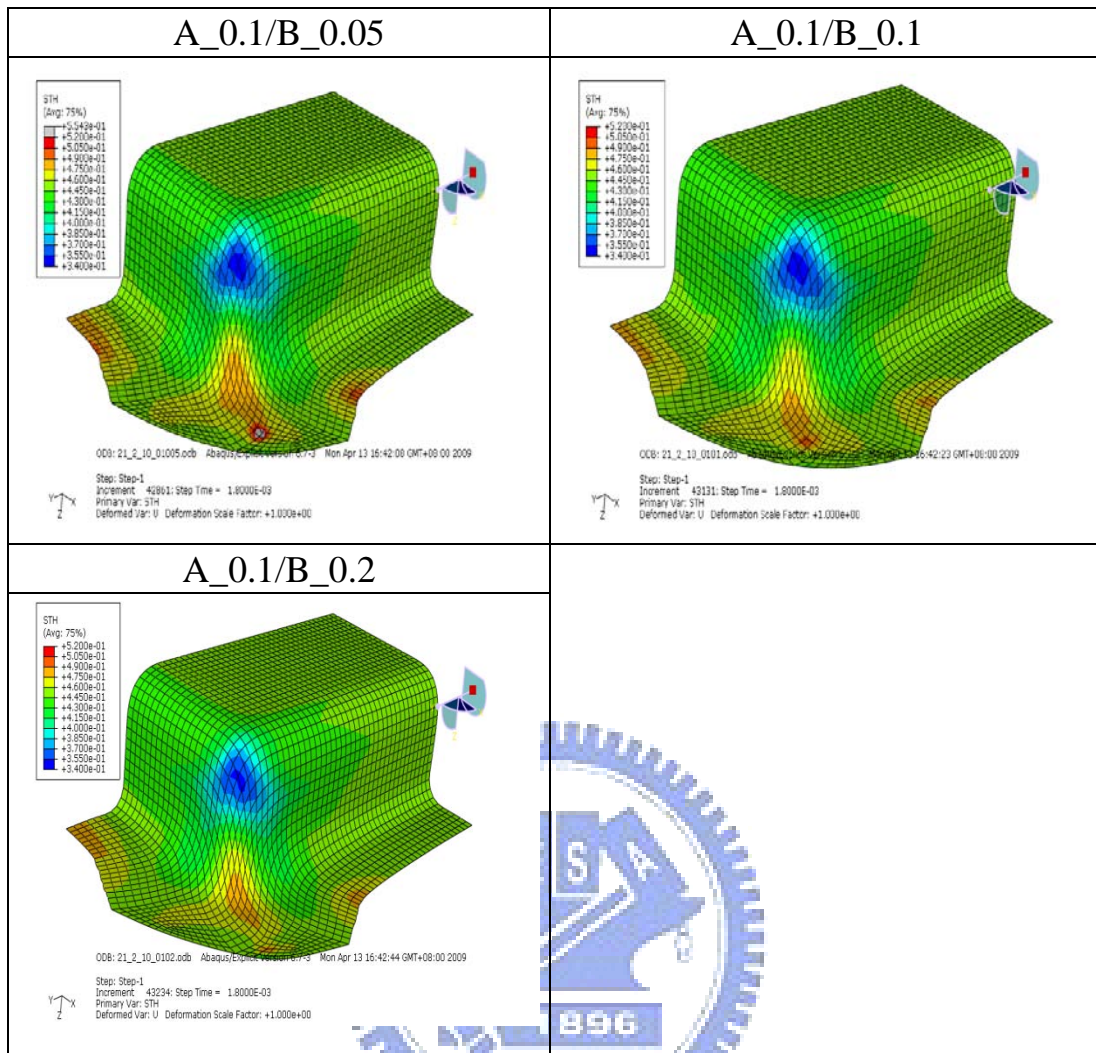 A_0.1/B_0.05
STH
(Avg: 75%)
+5.543e-01
+5.200e-01
+5.050e-01
+4.900e-01
+4.750e-01
+4.600e-01
+4.450e-01
+4.300e-01
+4.150e-01
+4.000e-01
+3.850e-01
+3.700e-01
+3.550e-01
+3.400e-01
Z
ODB: 21_2_10_01005.odb Abaqus/Explicit Version 6.7-3 Mon Apr 13 16:42:00 GMT+08:00 2009
Step: Step-1
Increment 42861: Step Time = 1.8000E-03
Primary Var: STH
Deformed Var: U Deformation Scale Factor: +1.000e+00
Y X
Z
A_0.1/B_0.1
STH
(Avg: 75%)
+5.200e-01
+5.050e-01
+4.900e-01
+4.750e-01
+4.600e-01
+4.450e-01
+4.300e-01
+4.150e-01
+4.000e-01
+3.850e-01
+3.700e-01
+3.550e-01
+3.400e-01
ODB: 21_2_10_0101.odb 16:42:23 GMT+08:00 2009
Step: Step-1
Increment 43131: Step Time = 1.8000E-03
Primary Var: STH
Deformed Var: U Deformation Scale Factor: +1.000e+00
Y X
Z
A_0.1/B_0.2
STH
(Avg: 75%)
+5.200e-01
+5.050e-01
+4.900e-01
+4.750e-01
+4.600e-01
+4.450e-01
+4.300e-01
+4.150e-01
+4.000e-01
+3.850e-01
+3.700e-01
+3.550e-01
+3.400e-01
Z
ODB: 21_2_10_0102.odb Abaqus/Explicit Version 6.7-3 Mon Apr 13 16:42:44 GMT+08:00 2009
Step: Step-1
Increment 43234: Step Time = 1.8000E-03
Primary Var: STH
Deformed Var: U Deformation Scale Factor: +1.000e+00
Y X
Z
S A
1896